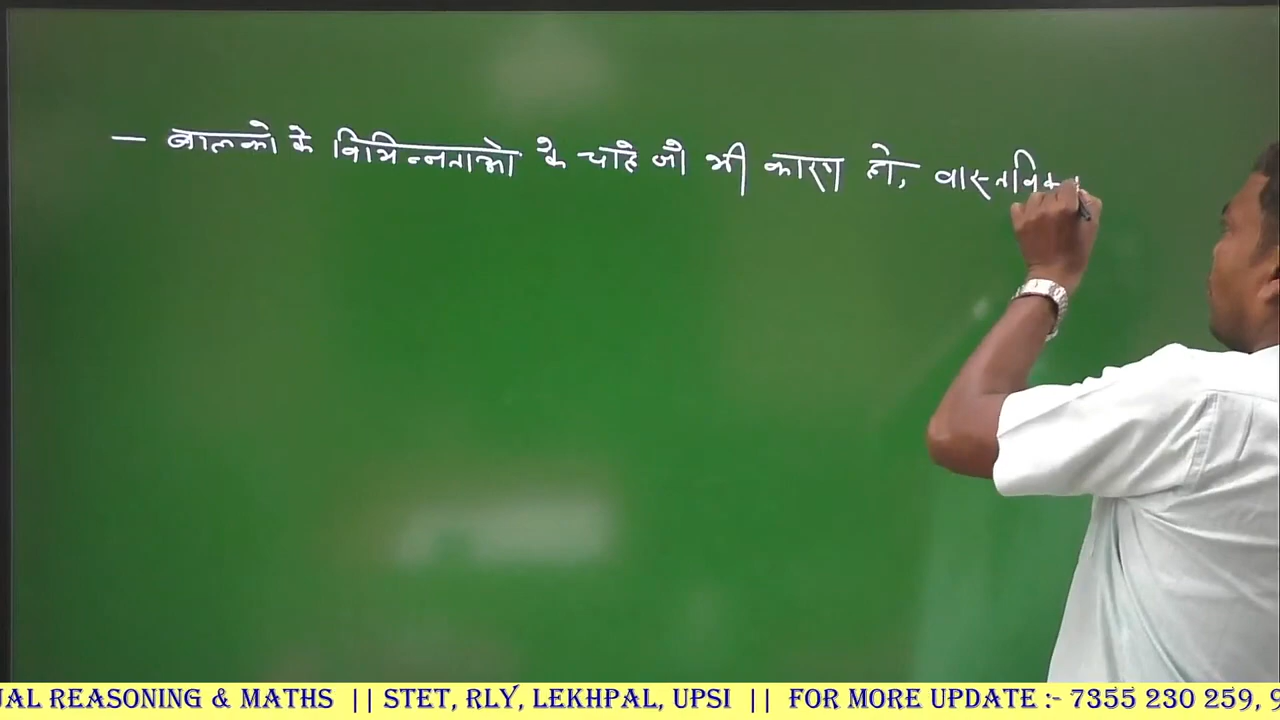 — बालको के विभिन्नताओ के चाहे जो भी कारण हो, वास्तविक
UAL REASONING & MATHS || STET, RLY, LEKHPAL, UPSI || FOR MORE UPDATE :- 7355 230 259, 9